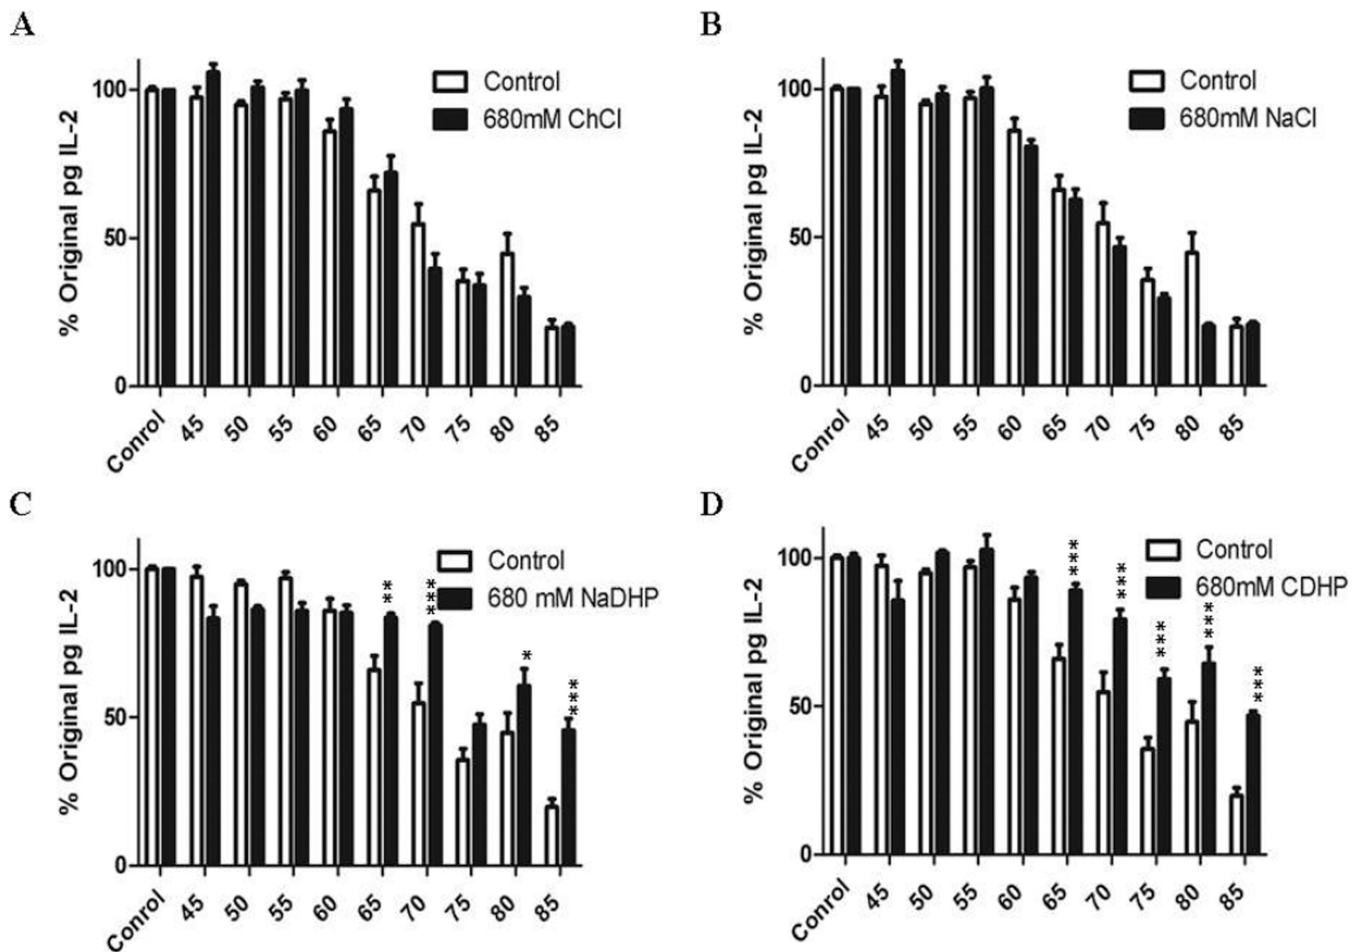 A
Control
680mM ChCl
100
50
0
% Original pg IL-2
Conrol 45 50 55 60 65 70 75 80 85
B
Control
680mM NaCl
100
50
0
% Original pg IL-2
Conrol 45 50 55 60 65 70 75 80 85
C
Control
680 mM NaDHP
100
50
0
% Original pg IL-2
** *** * ***
Conrol 45 50 55 60 65 70 75 80 85
D
Control
680mM CDHP
100
50
0
% Original pg IL-2
*** *** *** *** ***
Conrol 45 50 55 60 65 70 75 80 85